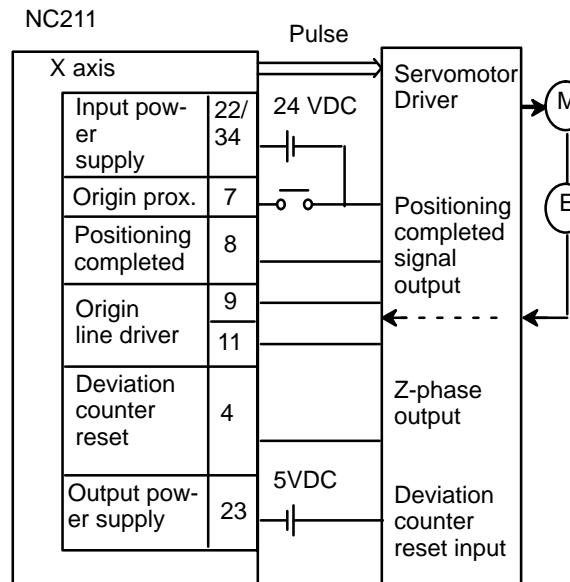 NC211
Pulse
X axis
Servomotor
Driver
M
Input pow-
er
supply
22/
34
24 VDC
Origin prox.
7
Positioning
completed
8
Positioning
completed
signal
output
E
Origin
line driver
9
11
Deviation
counter
reset
4
Z-phase
output
Output pow-
er supply
23
5VDC
Deviation
counter
reset input